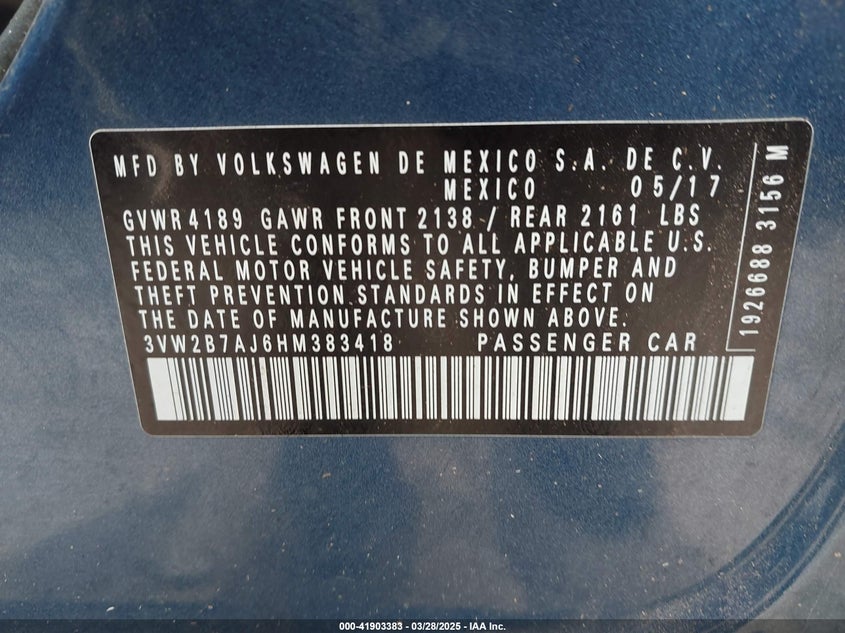 MFD BY VOLKSWAGEN DE MEXICO S.A. DE C.V.
MEXICO 05/17
GVWR 4189 GAWR FRONT 2138 / REAR 2161 LBS
THIS VEHICLE CONFORMS TO ALL APPLICABLE U.S.
FEDERAL MOTOR VEHICLE SAFETY, BUMPER AND
THEFT PREVENTION STANDARDS IN EFFECT ON
THE DATE OF MANUFACTURE SHOWN ABOVE.
3VW2B7AJ6HM383418 PASSENGER CAR
1926688 3156 M
000-41903383 - 03/28/2025 - IAA Inc.